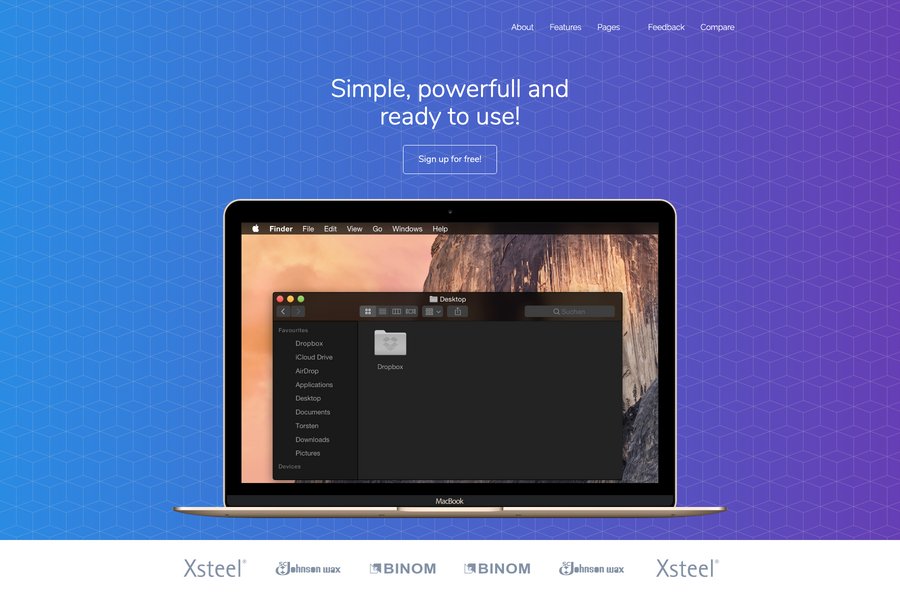 About Features Pages Feedback Compare
Simple, powerfull and
ready to use!
Sign up for free!
Finder File Edit View Go Windows Help
Desktop
Suchen
Favourites
Dropbox
iCloud Drive
AirDrop
Applications
Desktop
Documents
Torsten
Downloads
Pictures
Devices
Dropbox
MacBook
Xsteel® Johnson wax BINOM BINOM Johnson wax Xsteel®